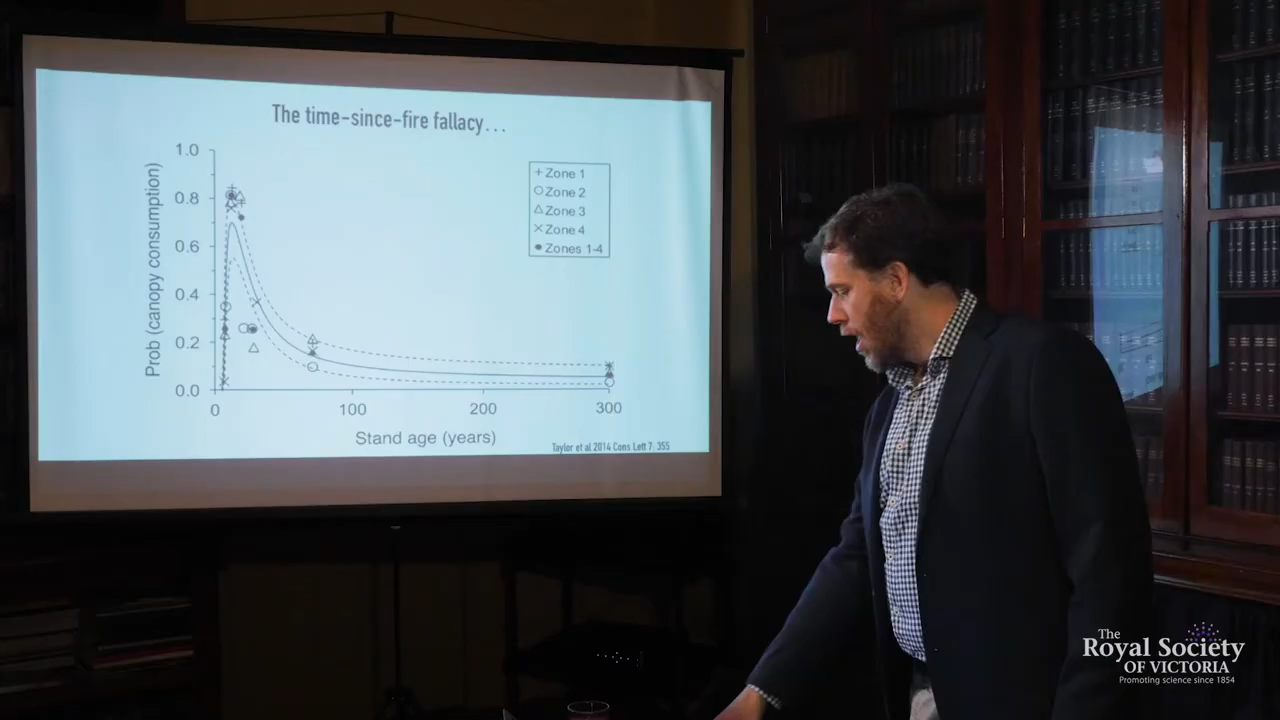 The time-since-fire fallacy...
1.0
0.8
0.6
0.4
0.2
0.0
Prob (canopy consumption)
+ Zone 1
○ Zone 2
△ Zone 3
× Zone 4
● Zones 1-4
0 100 200 300
Stand age (years)
Tayler et al 2014 Cons Lett 7: 355
The
Royal Society
OF VICTORIA
Promoting science since 1854